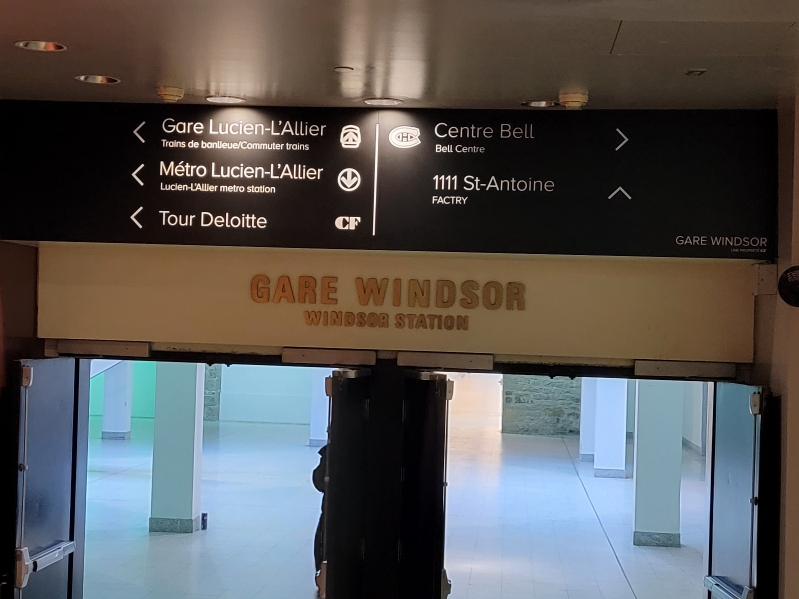 Gare Lucien-L'Allier
Trains de banlieue/Commuter trains
Métro Lucien-L'Allier
Lucien-L'Allier metro station
Tour Deloitte
CF
CH
Centre Bell
Bell Centre
1111 St-Antoine
FACTRY
GARE WINDSOR
GARE WINDSOR
WINDSOR STATION